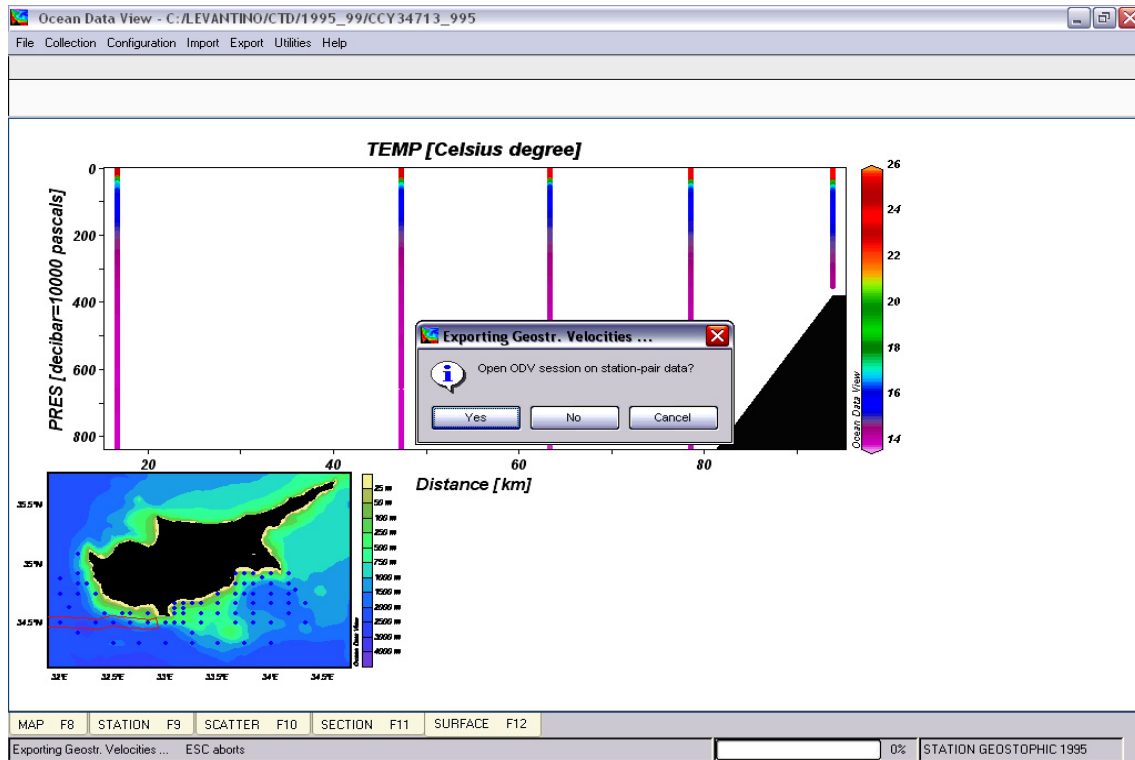 Ocean Data View - C:/LEVANTINO/CTD/1995_99/CCY34713_995
File Collection Configuration Import Export Utilities Help
TEMP [Celsius degree]
PRES [decibar=10000 pascals]
0
200
400
600
800
20
40
60
80
Distance [km]
26
24
22
20
18
16
14
Ocean Data View
Exporting Geostr. Velocities ...
Open ODV session on station-pair data?
Yes No Cancel
35.5°N
35°N
34.5°N
32°E 32.5°E 33°E 33.5°E 34°E 34.5°E
25 m
50 m
100 m
250 m
500 m
750 m
1000 m
1500 m
2000 m
2500 m
3000 m
4000 m
Ocean Data View
MAP F8 STATION F9 SCATTER F10 SECTION F11 SURFACE F12
Exporting Geostr. Velocities ... ESC aborts 0% STATION GEOSTOPHIC 1995